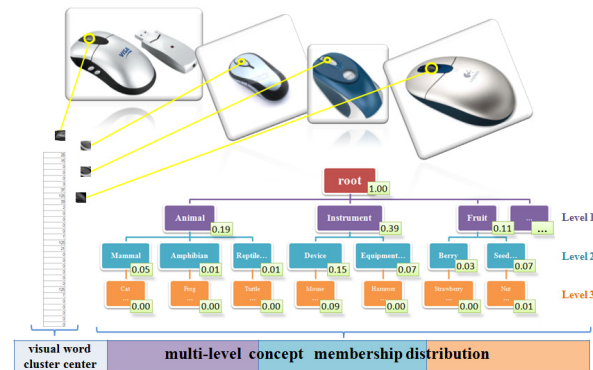 VISA
root
1.00
Animal
0.19
Instrument
0.39
Fruit
0.11
...
...
Level 1
Mammal
0.05
Amphibian
0.01
Reptile...
0.01
Device
0.15
Equipment...
0.07
Berry
0.03
Seed...
0.07
Level 2
Cat
...
0.00
Frog
...
0.00
Turtle
...
0.00
Mouse
...
0.09
Hammer
...
0.00
Strawberry
...
0.00
Nut
...
0.01
Level 3
visual word
cluster center
multi-level concept membership distribution